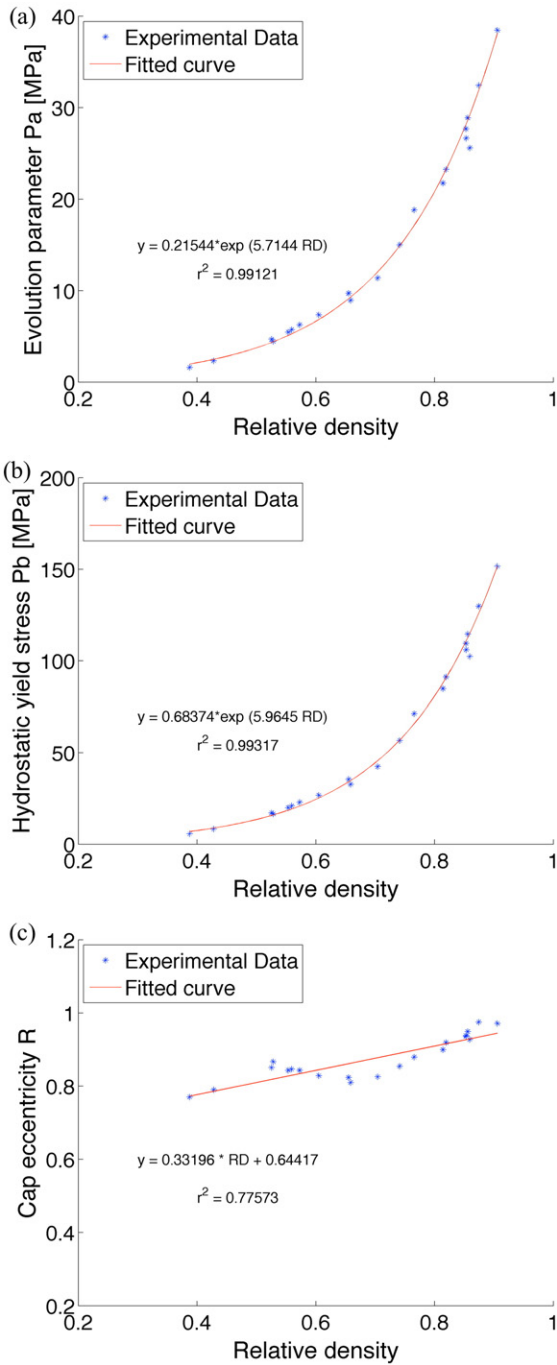 (a)
Experimental Data
Fitted curve
Evolution parameter Pa [MPa]
40
30
20
10
0
y = 0.21544*exp (5.7144 RD)
r² = 0.99121
0.2 0.4 0.6 0.8 1
Relative density
(b)
Experimental Data
Fitted curve
Hydrostatic yield stress Pb [MPa]
200
150
100
50
0
y = 0.68374*exp (5.9645 RD)
r² = 0.99317
0.2 0.4 0.6 0.8 1
Relative density
(c)
Experimental Data
Fitted curve
Cap eccentricity R
1.2
1
0.8
0.6
0.4
0.2
y = 0.33196 * RD + 0.64417
r² = 0.77573
0.2 0.4 0.6 0.8 1
Relative density